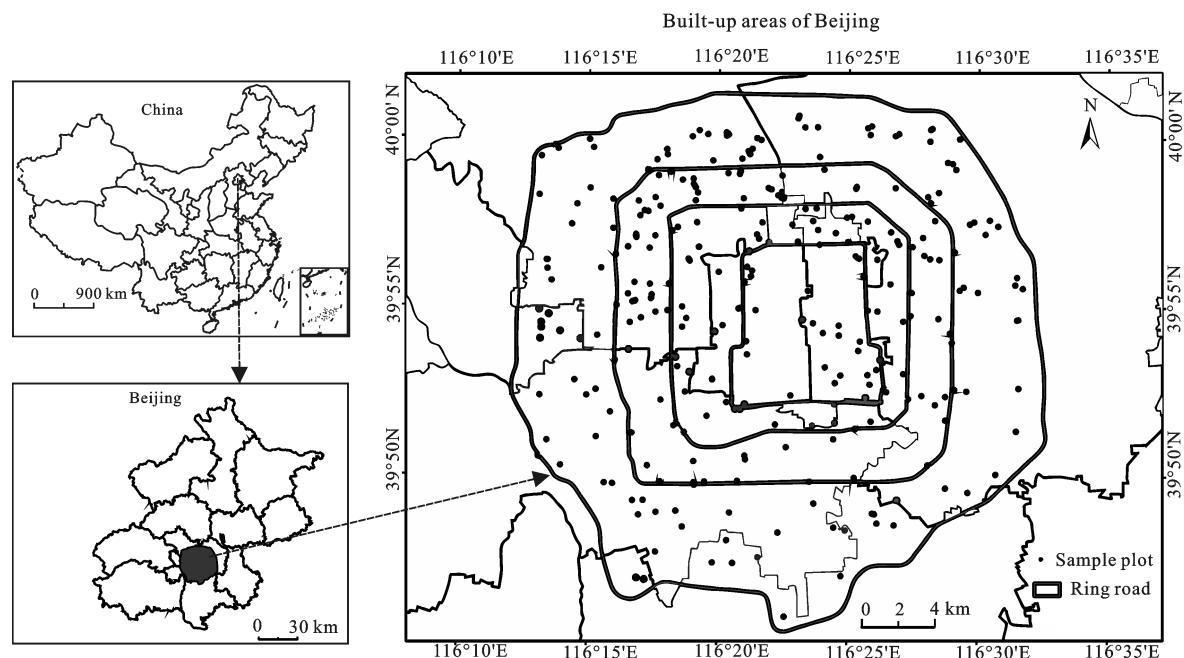 Built-up areas of Beijing
116°10'E 116°15'E 116°20'E 116°25'E 116°30'E 116°35'E
China
0 900 km
Beijing
0 30 km
40°00' N
39°55'N
39°50'N
N
40°00' N
39°55'N
39°50'N
Sample plot
Ring road
0 2 4 km
116°10'E 116°15'E 116°20'E 116°25'E 116°30'E 116°35'E